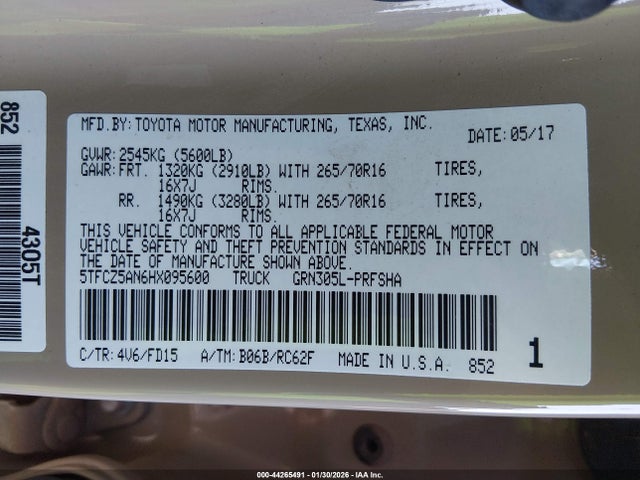 MFD.BY: TOYOTA MOTOR MANUFACTURING, TEXAS, INC.
DATE: 05/17
GVWR: 2545KG (5600LB)
GAWR: FRT. 1320KG (2910LB) WITH 265/70R16 TIRES,
16X7J RIMS.
RR. 1490KG (3280LB) WITH 265/70R16 TIRES,
16X7J RIMS.
THIS VEHICLE CONFORMS TO ALL APPLICABLE FEDERAL MOTOR
VEHICLE SAFETY AND THEFT PREVENTION STANDARDS IN EFFECT ON
THE DATE OF MANUFACTURE SHOWN ABOVE.
5TFCZ5AN6HX095600 TRUCK GRN305L-PRFSHA
C/TR: 4V6/FD15 A/TM: B06B/RC62F MADE IN U.S.A. 852
1
852
4305T
000-44265491 - 01/30/2026 - IAA Inc.